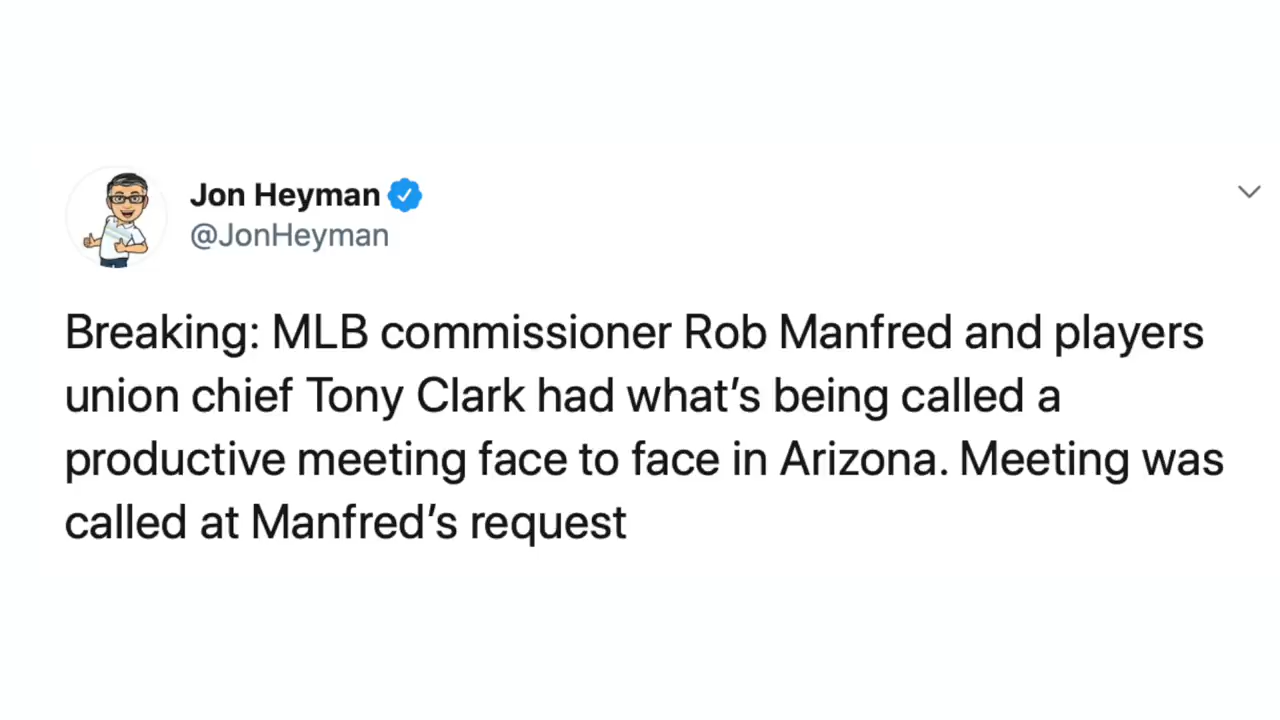 Jon Heyman
@JonHeyman
Breaking: MLB commissioner Rob Manfred and players
union chief Tony Clark had what’s being called a
productive meeting face to face in Arizona. Meeting was
called at Manfred’s request